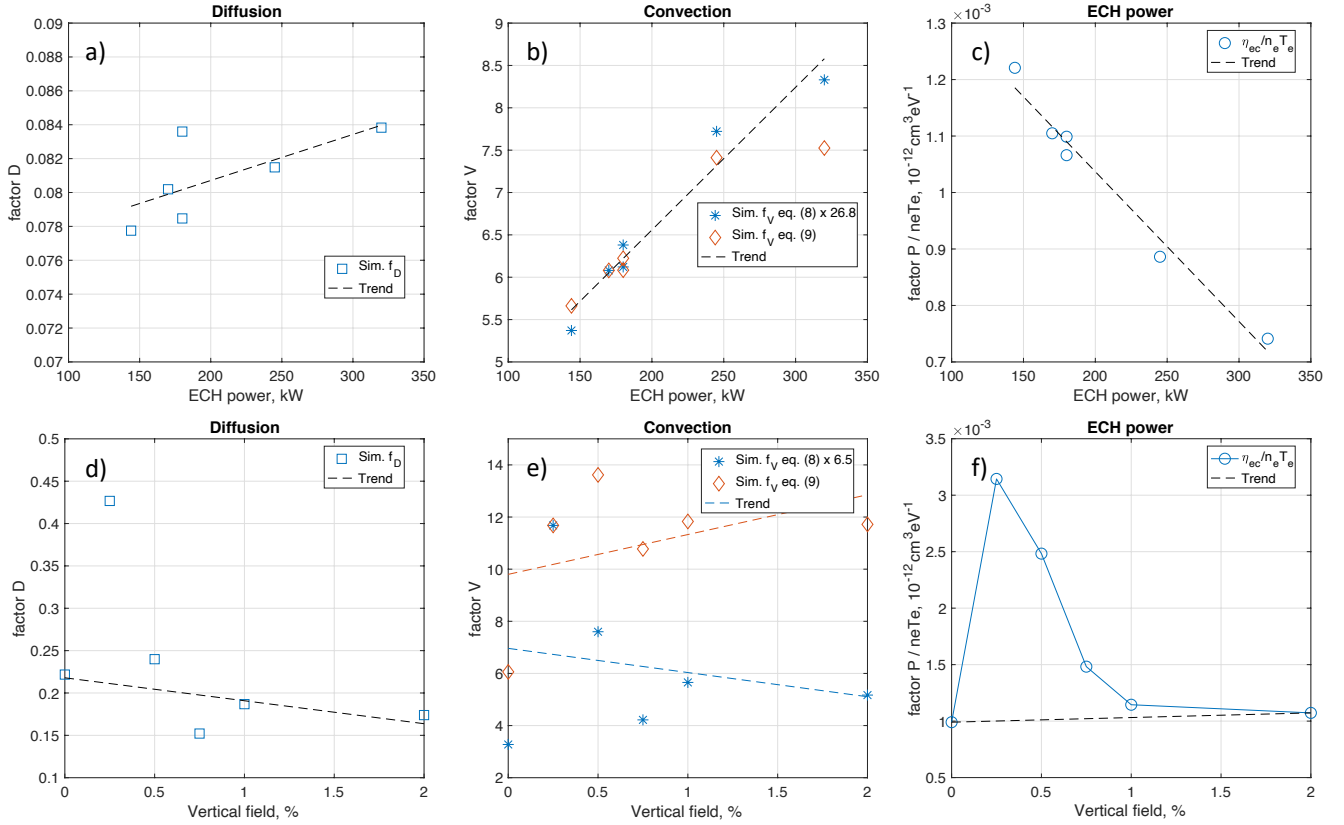 Diffusion
a)
0.09
0.088
0.086
0.084
0.082
0.08
0.078
0.076
0.074
0.072
0.07
factor D
Sim. f_D
Trend
100 150 200 250 300 350
ECH power, kW
Convection
b)
9
8.5
8
7.5
7
6.5
6
5.5
5
factor V
Sim. f_V eq. (8) x 26.8
Sim. f_V eq. (9)
Trend
100 150 200 250 300 350
ECH power, kW
ECH power
×10⁻³
c)
1.3
1.2
1.1
1
0.9
0.8
0.7
factor P / neTe, 10⁻¹² cm³eV⁻¹
η_ec/n_eT_e
Trend
100 150 200 250 300 350
ECH power, kW
Diffusion
d)
0.5
0.45
0.4
0.35
0.3
0.25
0.2
0.15
0.1
factor D
Sim. f_D
Trend
0 0.5 1 1.5 2
Vertical field, %
Convection
e)
14
12
10
8
6
4
2
factor V
Sim. f_V eq. (8) x 6.5
Sim. f_V eq. (9)
Trend
0 0.5 1 1.5 2
Vertical field, %
ECH power
×10⁻³
f)
3.5
3
2.5
2
1.5
1
0.5
factor P / neTe, 10⁻¹² cm³eV⁻¹
η_ec/n_eT_e
Trend
0 0.5 1 1.5 2
Vertical field, %